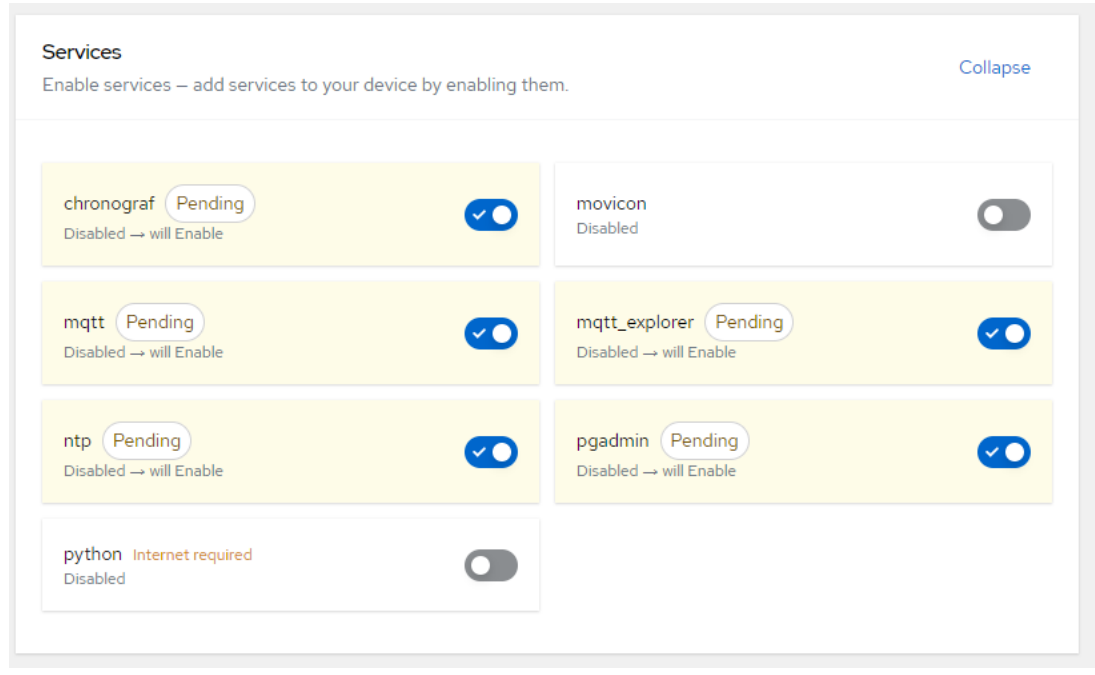 Services
Enable services – add services to your device by enabling them.
Collapse
chronograf Pending
Disabled → will Enable
movicon
Disabled
mqtt Pending
Disabled → will Enable
mqtt_explorer Pending
Disabled → will Enable
ntp Pending
Disabled → will Enable
pgadmin Pending
Disabled → will Enable
python Internet required
Disabled